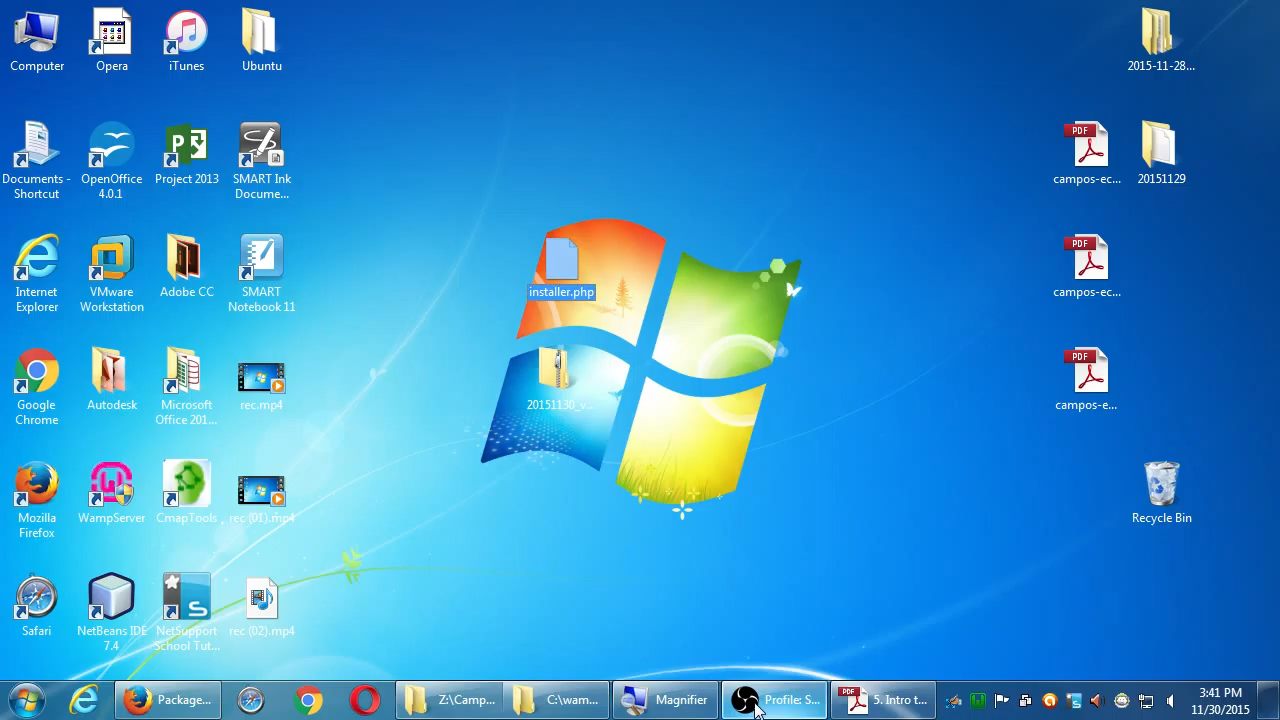 Computer
Opera
iTunes
Ubuntu
2015-11-28...
Documents -
Shortcut
OpenOffice
4.0.1
Project 2013
SMART Ink
Docume...
PDF
campos-ec...
20151129
Internet
Explorer
VMware
Workstation
Adobe CC
SMART
Notebook 11
installer.php
PDF
campos-ec...
Google
Chrome
Autodesk
Microsoft
Office 201...
rec.mp4
20151130_v...
PDF
campos-e...
Mozilla
Firefox
WampServer
CmapTools
rec (01).mp4
Recycle Bin
Safari
NetBeans IDE
7.4
NetSupport
School Tut...
rec (02).mp4
Package...
Z:\Camp...
C:\wam...
Magnifier
Profile: S...
PDF
5. Intro t...
3:41 PM
11/30/2015